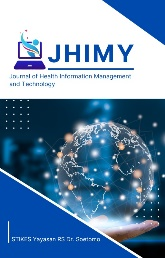 JHIMY
Journal of Health Information Management
and Technology
STIKES Yayasan RS Dr. Soetomo